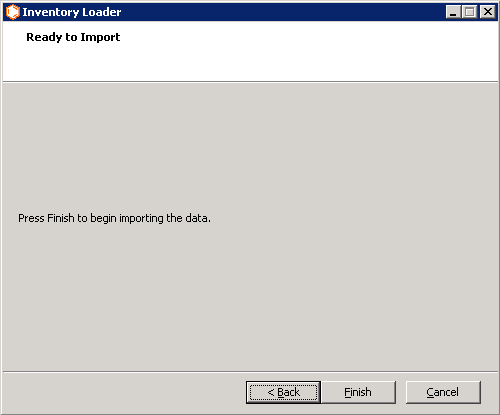 Inventory Loader
Ready to Import
Press Finish to begin importing the data.
< Back Finish Cancel